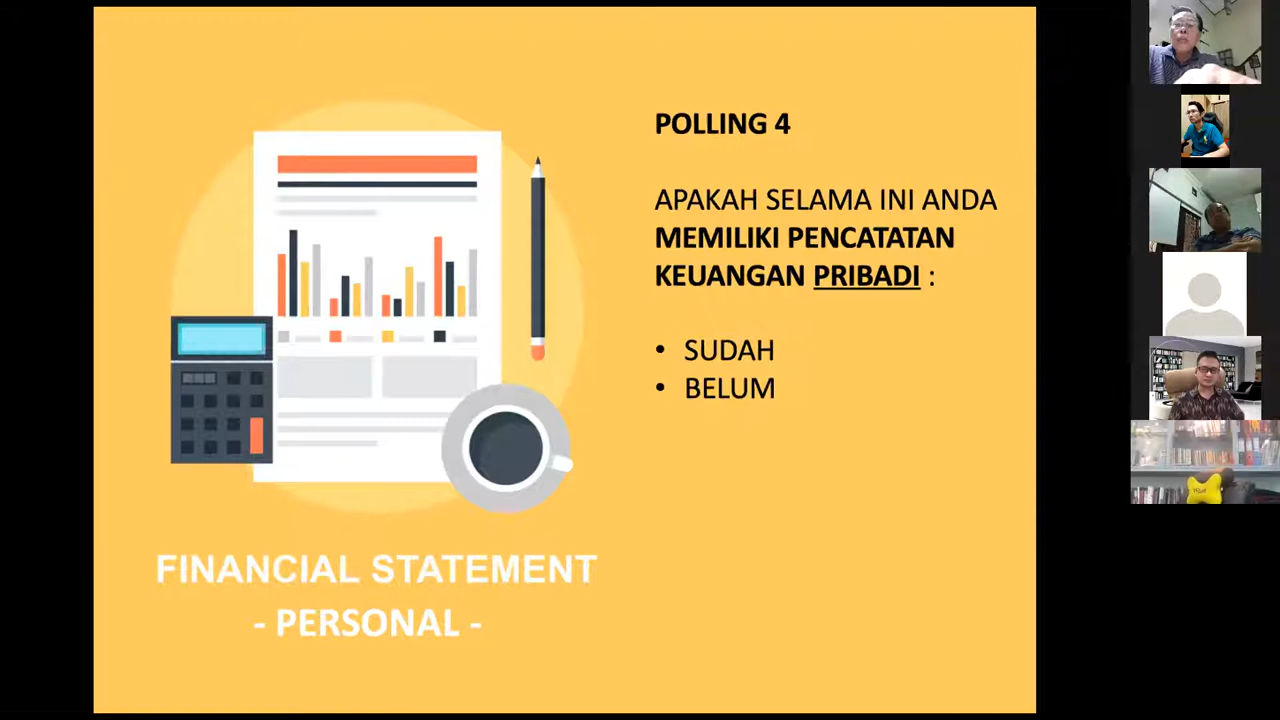 POLLING 4
APAKAH SELAMA INI ANDA
MEMILIKI PENCATATAN
KEUANGAN PRIBADI :
• SUDAH
• BELUM
FINANCIAL STATEMENT
- PERSONAL -